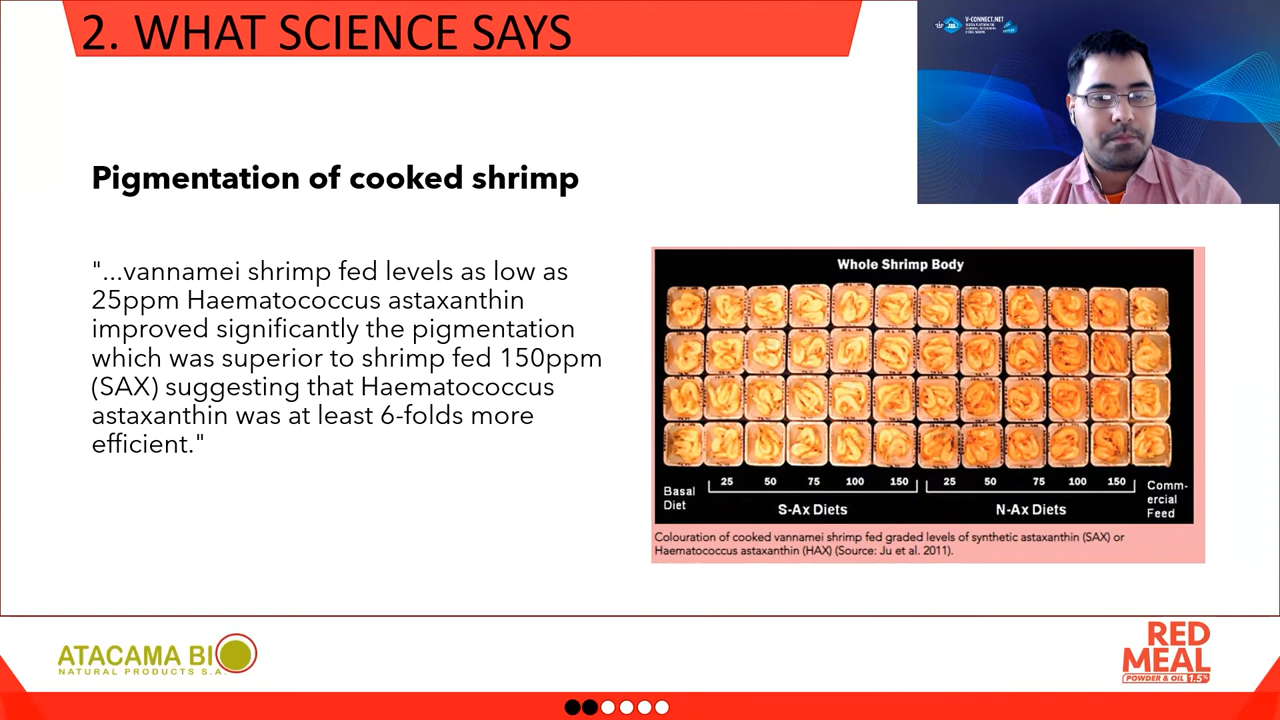 2. WHAT SCIENCE SAYS
V-CONNECT.NET
Pigmentation of cooked shrimp
"...vannamei shrimp fed levels as low as
25ppm Haematococcus astaxanthin
improved significantly the pigmentation
which was superior to shrimp fed 150ppm
(SAX) suggesting that Haematococcus
astaxanthin was at least 6-folds more
efficient."
Whole Shrimp Body
25 50 75 100 150 25 50 75 100 150
Basal
Diet
S-Ax Diets
N-Ax Diets
Comm-
ercial
Feed
Colouration of cooked vannamei shrimp fed graded levels of synthetic astaxanthin (SAX) or
Haematococcus astaxanthin (HAX) (Source: Ju et al. 2011).
ATACAMA BI
NATURAL PRODUCTS S.A.
RED
MEAL
POWDER & OIL 1.5%